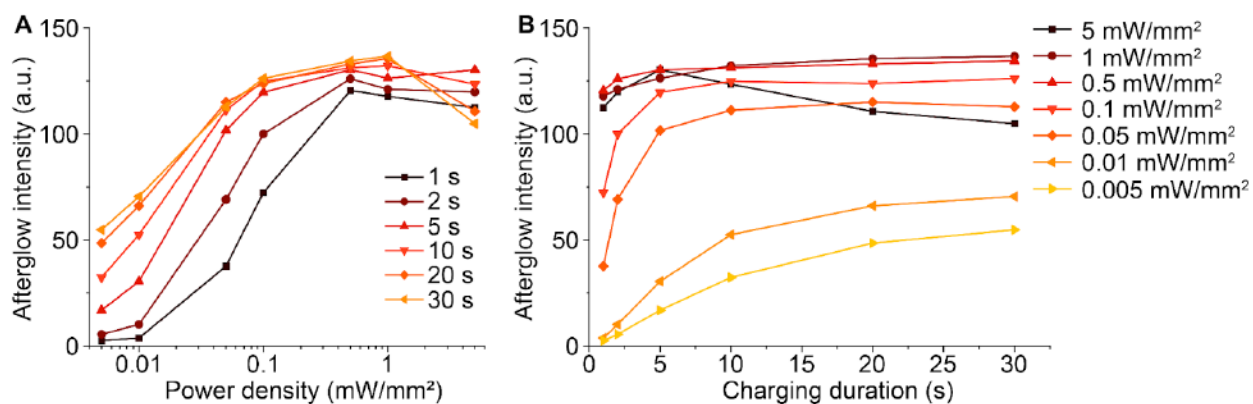 A
Afterglow intensity (a.u.)
150
100
50
0
0.01
0.1
1
Power density (mW/mm²)
1 s
2 s
5 s
10 s
20 s
30 s
B
Afterglow intensity (a.u.)
150
100
50
0
0
5
10
20
30
Charging duration (s)
5 mW/mm²
1 mW/mm²
0.5 mW/mm²
0.1 mW/mm²
0.05 mW/mm²
0.01 mW/mm²
0.005 mW/mm²